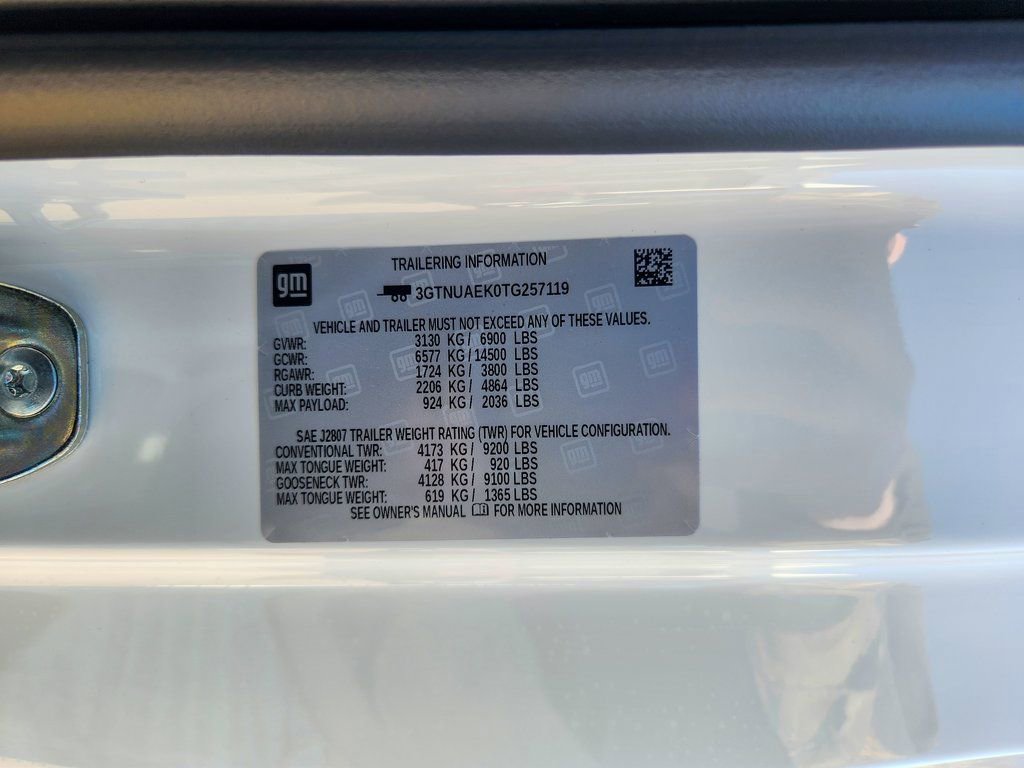 gm
TRAILERING INFORMATION
3GTNUAEK0TG257119
VEHICLE AND TRAILER MUST NOT EXCEED ANY OF THESE VALUES.
GVWR: 3130 KG / 6900 LBS
GCWR: 6577 KG / 14500 LBS
RGAWR: 1724 KG / 3800 LBS
CURB WEIGHT: 2206 KG / 4864 LBS
MAX PAYLOAD: 924 KG / 2036 LBS
SAE J2807 TRAILER WEIGHT RATING (TWR) FOR VEHICLE CONFIGURATION.
CONVENTIONAL TWR: 4173 KG / 9200 LBS
MAX TONGUE WEIGHT: 417 KG / 920 LBS
GOOSENECK TWR: 4128 KG / 9100 LBS
MAX TONGUE WEIGHT: 619 KG / 1365 LBS
SEE OWNER'S MANUAL FOR MORE INFORMATION